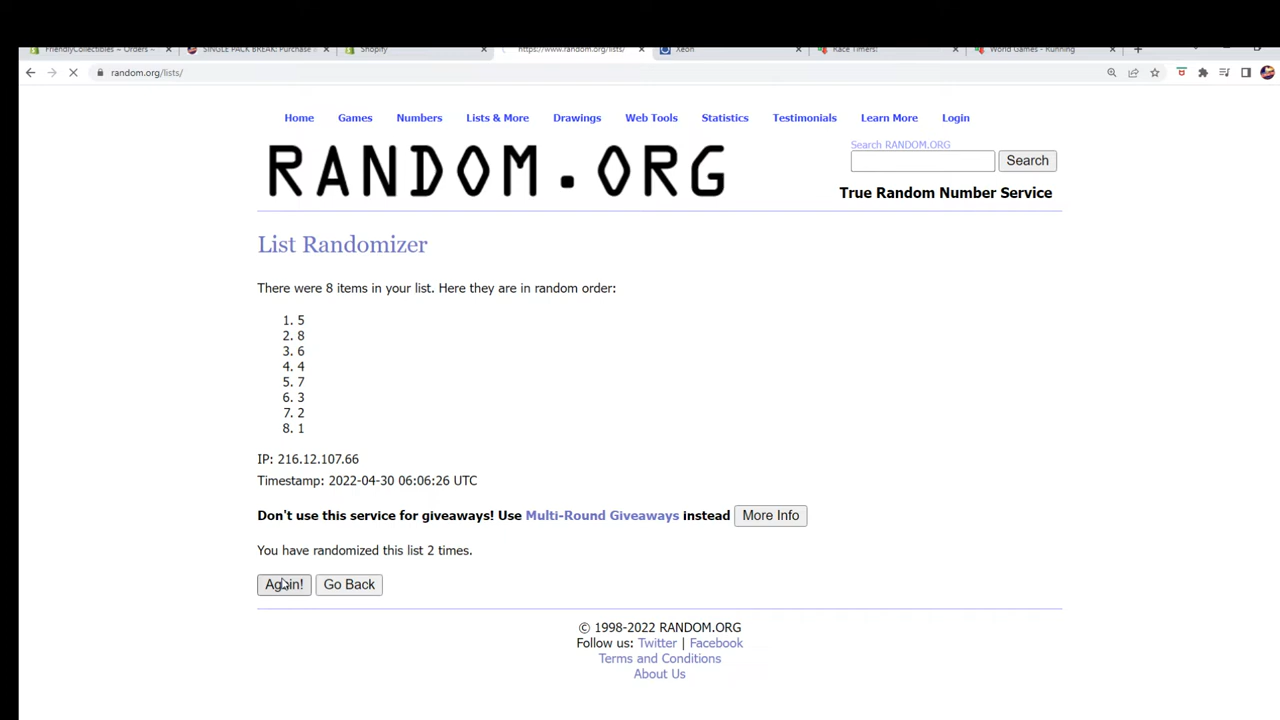 FriendlyCollectibles ~ Orders ~
SINGLE PACK BREAK: Purchase
Shopify
https://www.random.org/lists/
Xeon
Race Timers!
World Games - Running
random.org/lists/
Home Games Numbers Lists & More Drawings Web Tools Statistics Testimonials Learn More Login
RANDOM.ORG
Search RANDOM.ORG
Search
True Random Number Service
List Randomizer
There were 8 items in your list. Here they are in random order:
1. 5
2. 8
3. 6
4. 4
5. 7
6. 3
7. 2
8. 1
IP: 216.12.107.66
Timestamp: 2022-04-30 06:06:26 UTC
Don't use this service for giveaways! Use Multi-Round Giveaways instead More Info
You have randomized this list 2 times.
Again! Go Back
© 1998-2022 RANDOM.ORG
Follow us: Twitter | Facebook
Terms and Conditions
About Us